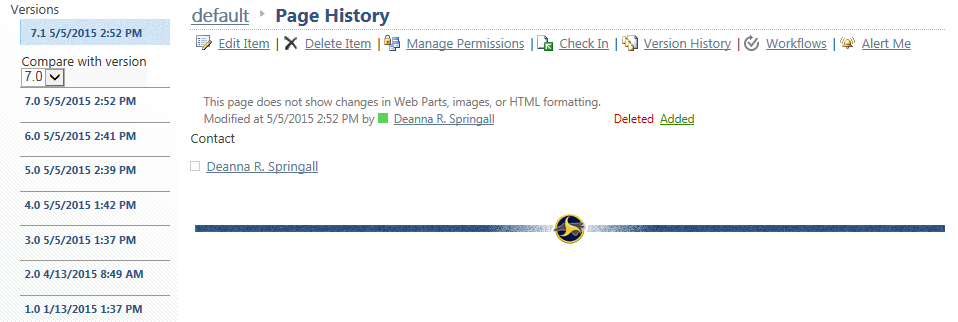 Versions
7.1 5/5/2015 2:52 PM
Compare with version
7.0
7.0 5/5/2015 2:52 PM
6.0 5/5/2015 2:41 PM
5.0 5/5/2015 2:39 PM
4.0 5/5/2015 1:42 PM
3.0 5/5/2015 1:37 PM
2.0 4/13/2015 8:49 AM
1.0 1/13/2015 1:37 PM
default Page History
Edit Item | Delete Item | Manage Permissions | Check In | Version History | Workflows | Alert Me
This page does not show changes in Web Parts, images, or HTML formatting.
Modified at 5/5/2015 2:52 PM by Deanna R. Springall Deleted Added
Contact
Deanna R. Springall